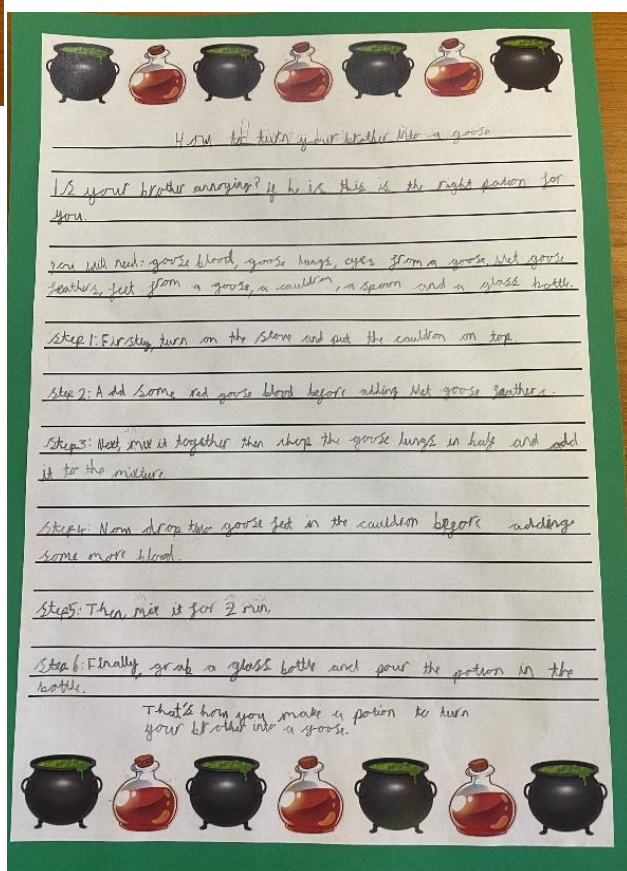 How to turn your brother into a goose
Is your brother annoying? If he is this is the right potion for
you.
you will need: goose blood, goose lungs, eyes from a goose, Wet goose
feathers, feet from a goose, a cauldron, a spoon and a glass bottle.
Step 1: Firstly, turn on the stove and put the cauldron on top.
Step 2: Add some red goose blood before adding Wet goose feathers.
Step3: Next, mix it together then chop the goose lungs in half and add
it to the mixture.
Step4: Now drop two goose feet in the cauldron before adding
some more blood.
Step5: Then, mix it for 2 min,
Step 6: Finally, grab a glass bottle and pour the potion in the
bottle.
That's how you make a potion to turn
your brother into a goose.